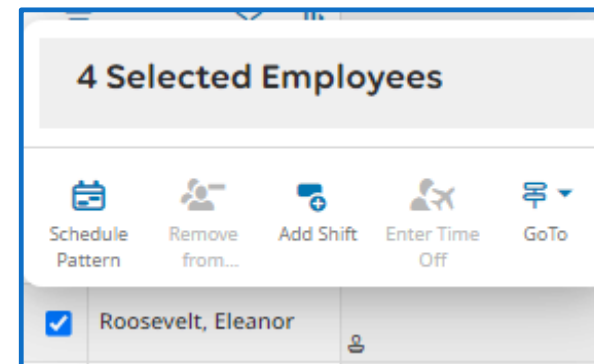 4 Selected Employees
Schedule Pattern
Remove from...
Add Shift
Enter Time Off
GoTo
Roosevelt, Eleanor